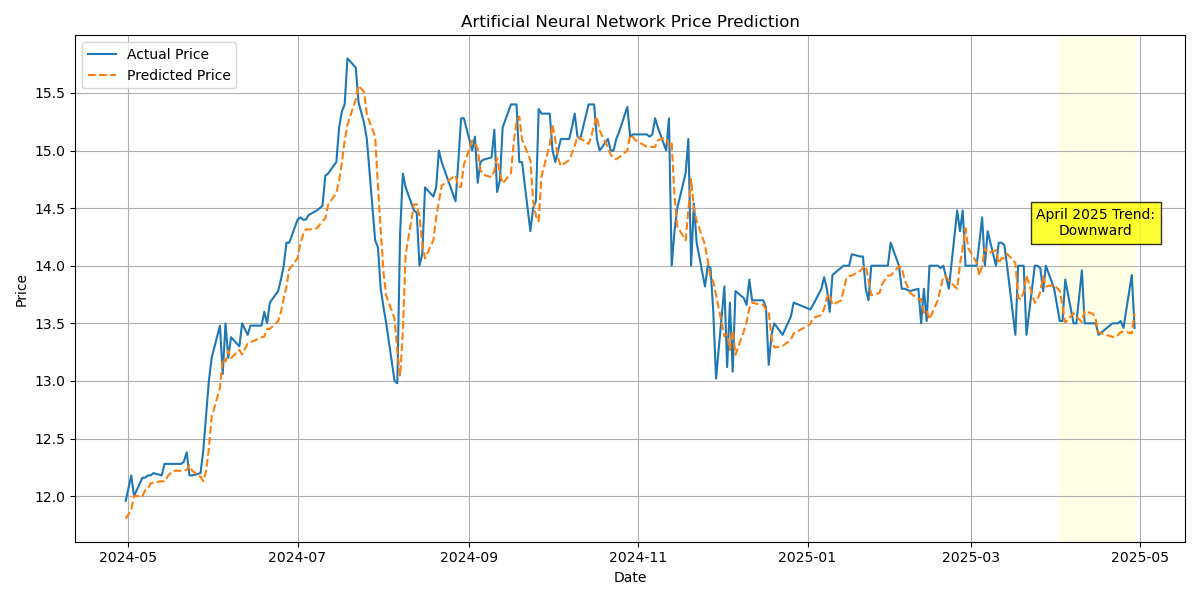 Artificial Neural Network Price Prediction
Actual Price
Predicted Price
April 2025 Trend:
Downward
Price
15.5
15.0
14.5
14.0
13.5
13.0
12.5
12.0
2024-05
2024-07
2024-09
2024-11
2025-01
2025-03
2025-05
Date